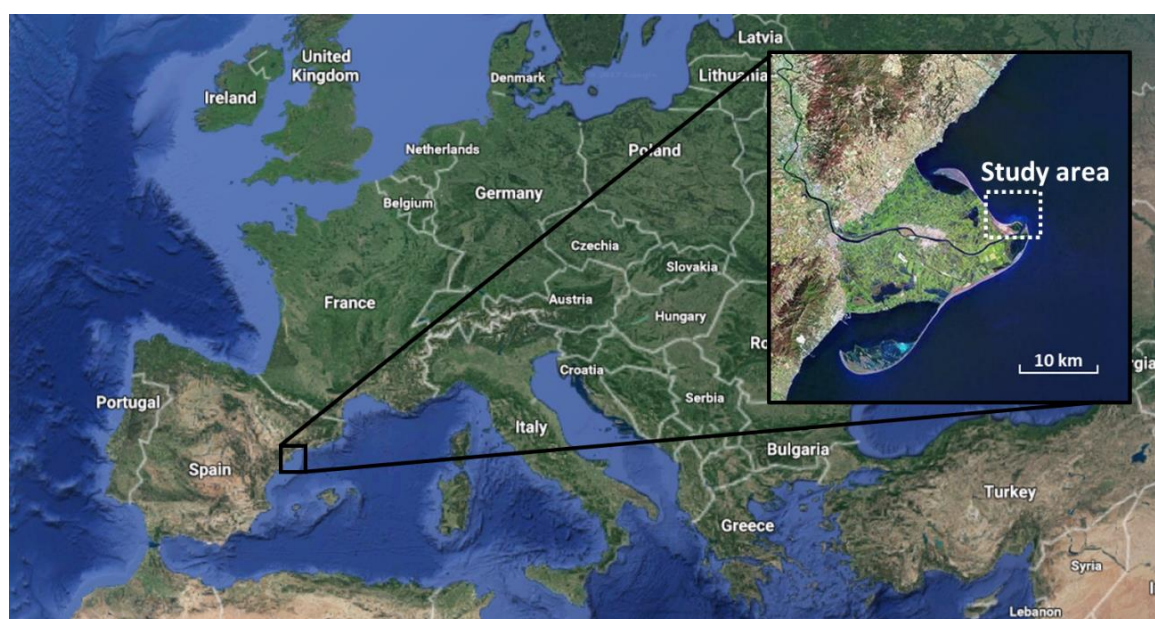 Latvia
United
Kingdom
Denmark
Lithuania
Ireland
Netherlands
Poland
Study area
Germany
Belgium
Czechia
Slovakia
France
Austria
Hungary
10 km
Croatia
Portugal
Serbia
Italy
Bulgaria
Spain
Turkey
Greece
Syria
Lebanon